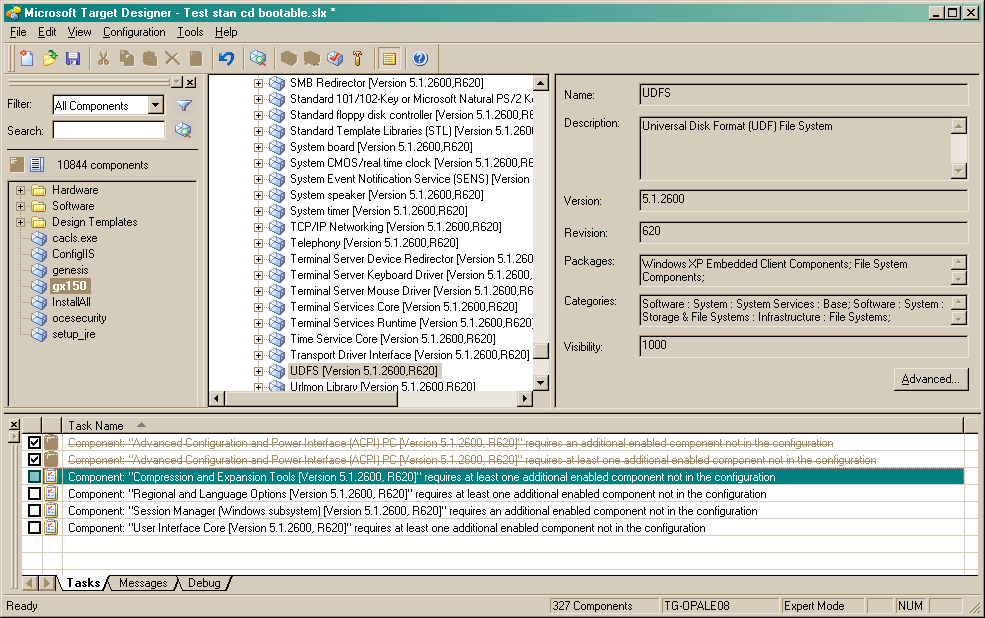 Microsoft Target Designer - Test stan cd bootable.slx *
File Edit View Configuration Tools Help
Filter: All Components
Search:
10844 components
Hardware
Software
Design Templates
cacls.exe
ConfigIIS
genesis
gx150
InstallAll
ocesecurity
setup_jre
SMB Redirector [Version 5.1.2600,R620]
Standard 101/102-Key or Microsoft Natural PS/2 K
Standard floppy disk controller [Version 5.1.2600,R
Standard Template Libraries (STL) [Version 5.1.260
System board [Version 5.1.2600,R620]
System CMOS/real time clock [Version 5.1.2600,R6
System Event Notification Service (SENS) [Version
System speaker [Version 5.1.2600,R620]
System timer [Version 5.1.2600,R620]
TCP/IP Networking [Version 5.1.2600,R620]
Telephony [Version 5.1.2600,R620]
Terminal Server Device Redirector [Version 5.1.260
Terminal Server Keyboard Driver [Version 5.1.2600,
Terminal Server Mouse Driver [Version 5.1.2600,R6
Terminal Services Core [Version 5.1.2600,R620]
Terminal Services Runtime [Version 5.1.2600,R620]
Time Service Core [Version 5.1.2600,R620]
Transport Driver Interface [Version 5.1.2600,R620]
UDFS [Version 5.1.2600,R620]
Urlmon Library [Version 5.1.2600,R620]
Name: UDFS
Description: Universal Disk Format (UDF) File System
Version: 5.1.2600
Revision: 620
Packages: Windows XP Embedded Client Components; File System
Components;
Categories: Software : System : System Services : Base; Software : System :
Storage & File Systems : Infrastructure : File Systems;
Visibility: 1000
Advanced...
Task Name
Component: "Advanced Configuration and Power Interface (ACPI) PC [Version 5.1.2600, R620]" requires an additional enabled component not in the configuration
Component: "Advanced Configuration and Power Interface (ACPI) PC [Version 5.1.2600, R620]" requires at least one additional enabled component not in the configuration
Component: "Compression and Expansion Tools [Version 5.1.2600, R620]" requires at least one additional enabled component not in the configuration
Component: "Regional and Language Options [Version 5.1.2600, R620]" requires at least one additional enabled component not in the configuration
Component: "Session Manager (Windows subsystem) [Version 5.1.2600, R620]" requires an additional enabled component not in the configuration
Component: "User Interface Core [Version 5.1.2600, R620]" requires at least one additional enabled component not in the configuration
Tasks Messages Debug
Ready 327 Components TG-OPALE08 Expert Mode NUM